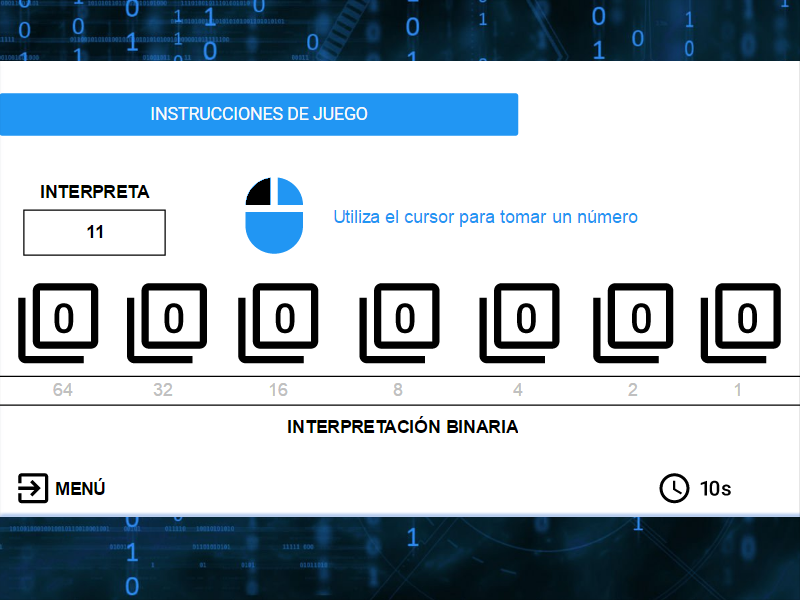 INSTRUCCIONES DE JUEGO
INTERPRETA
11
Utiliza el cursor para tomar un número
0 0 0 0 0 0 0
64 32 16 8 4 2 1
INTERPRETACIÓN BINARIA
MENÚ
10s